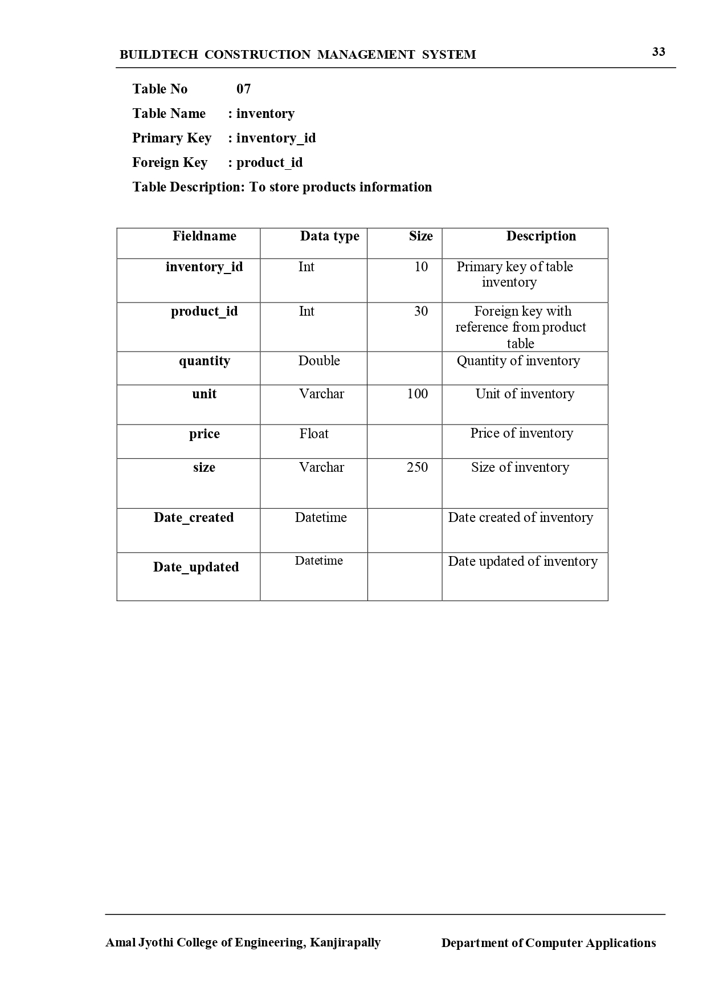 BUILDTECH CONSTRUCTION MANAGEMENT SYSTEM 33
Table No 07
Table Name : inventory
Primary Key : inventory_id
Foreign Key : product_id
Table Description: To store products information
Fieldname Data type Size Description
inventory_id Int 10 Primary key of table
inventory
product_id Int 30 Foreign key with
reference from product
table
quantity Double Quantity of inventory
unit Varchar 100 Unit of inventory
price Float Price of inventory
size Varchar 250 Size of inventory
Date_created Datetime Date created of inventory
Date_updated Datetime Date updated of inventory
Amal Jyothi College of Engineering, Kanjirapally Department of Computer Applications